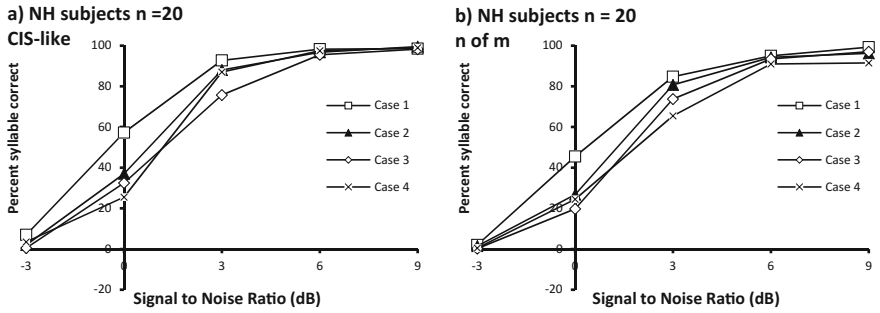 a) NH subjects n =20
CIS-like
Percent syllable correct
100
80
60
40
20
0
-20
-3
0
3
6
9
Case 1
Case 2
Case 3
Case 4
Signal to Noise Ratio (dB)
b) NH subjects n = 20
n of m
Percent syllable correct
100
80
60
40
20
0
-20
-3
0
3
6
9
Case 1
Case 2
Case 3
Case 4
Signal to Noise Ratio (dB)